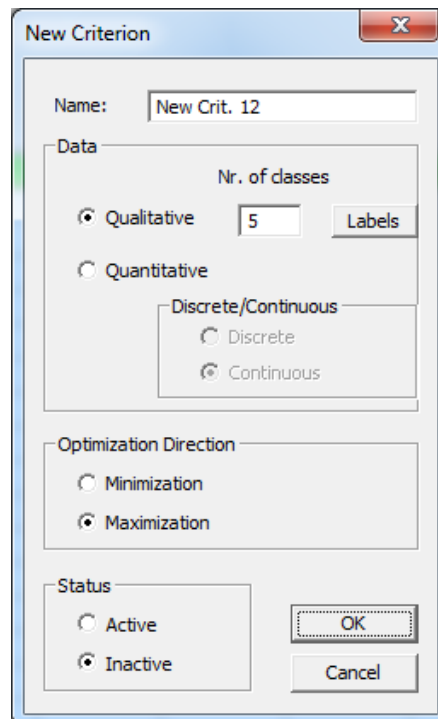 New Criterion
Name: New Crit. 12
Data
Nr. of classes
Qualitative 5 Labels
Quantitative
Discrete/Continuous
Discrete
Continuous
Optimization Direction
Minimization
Maximization
Status
Active OK
Inactive Cancel